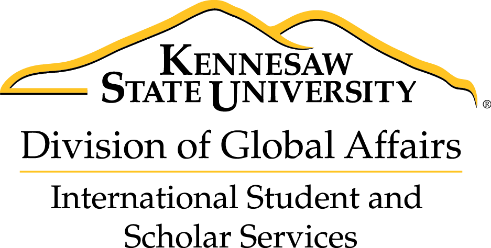 KENNESAW
STATE UNIVERSITY
®
Division of Global Affairs
International Student and
Scholar Services